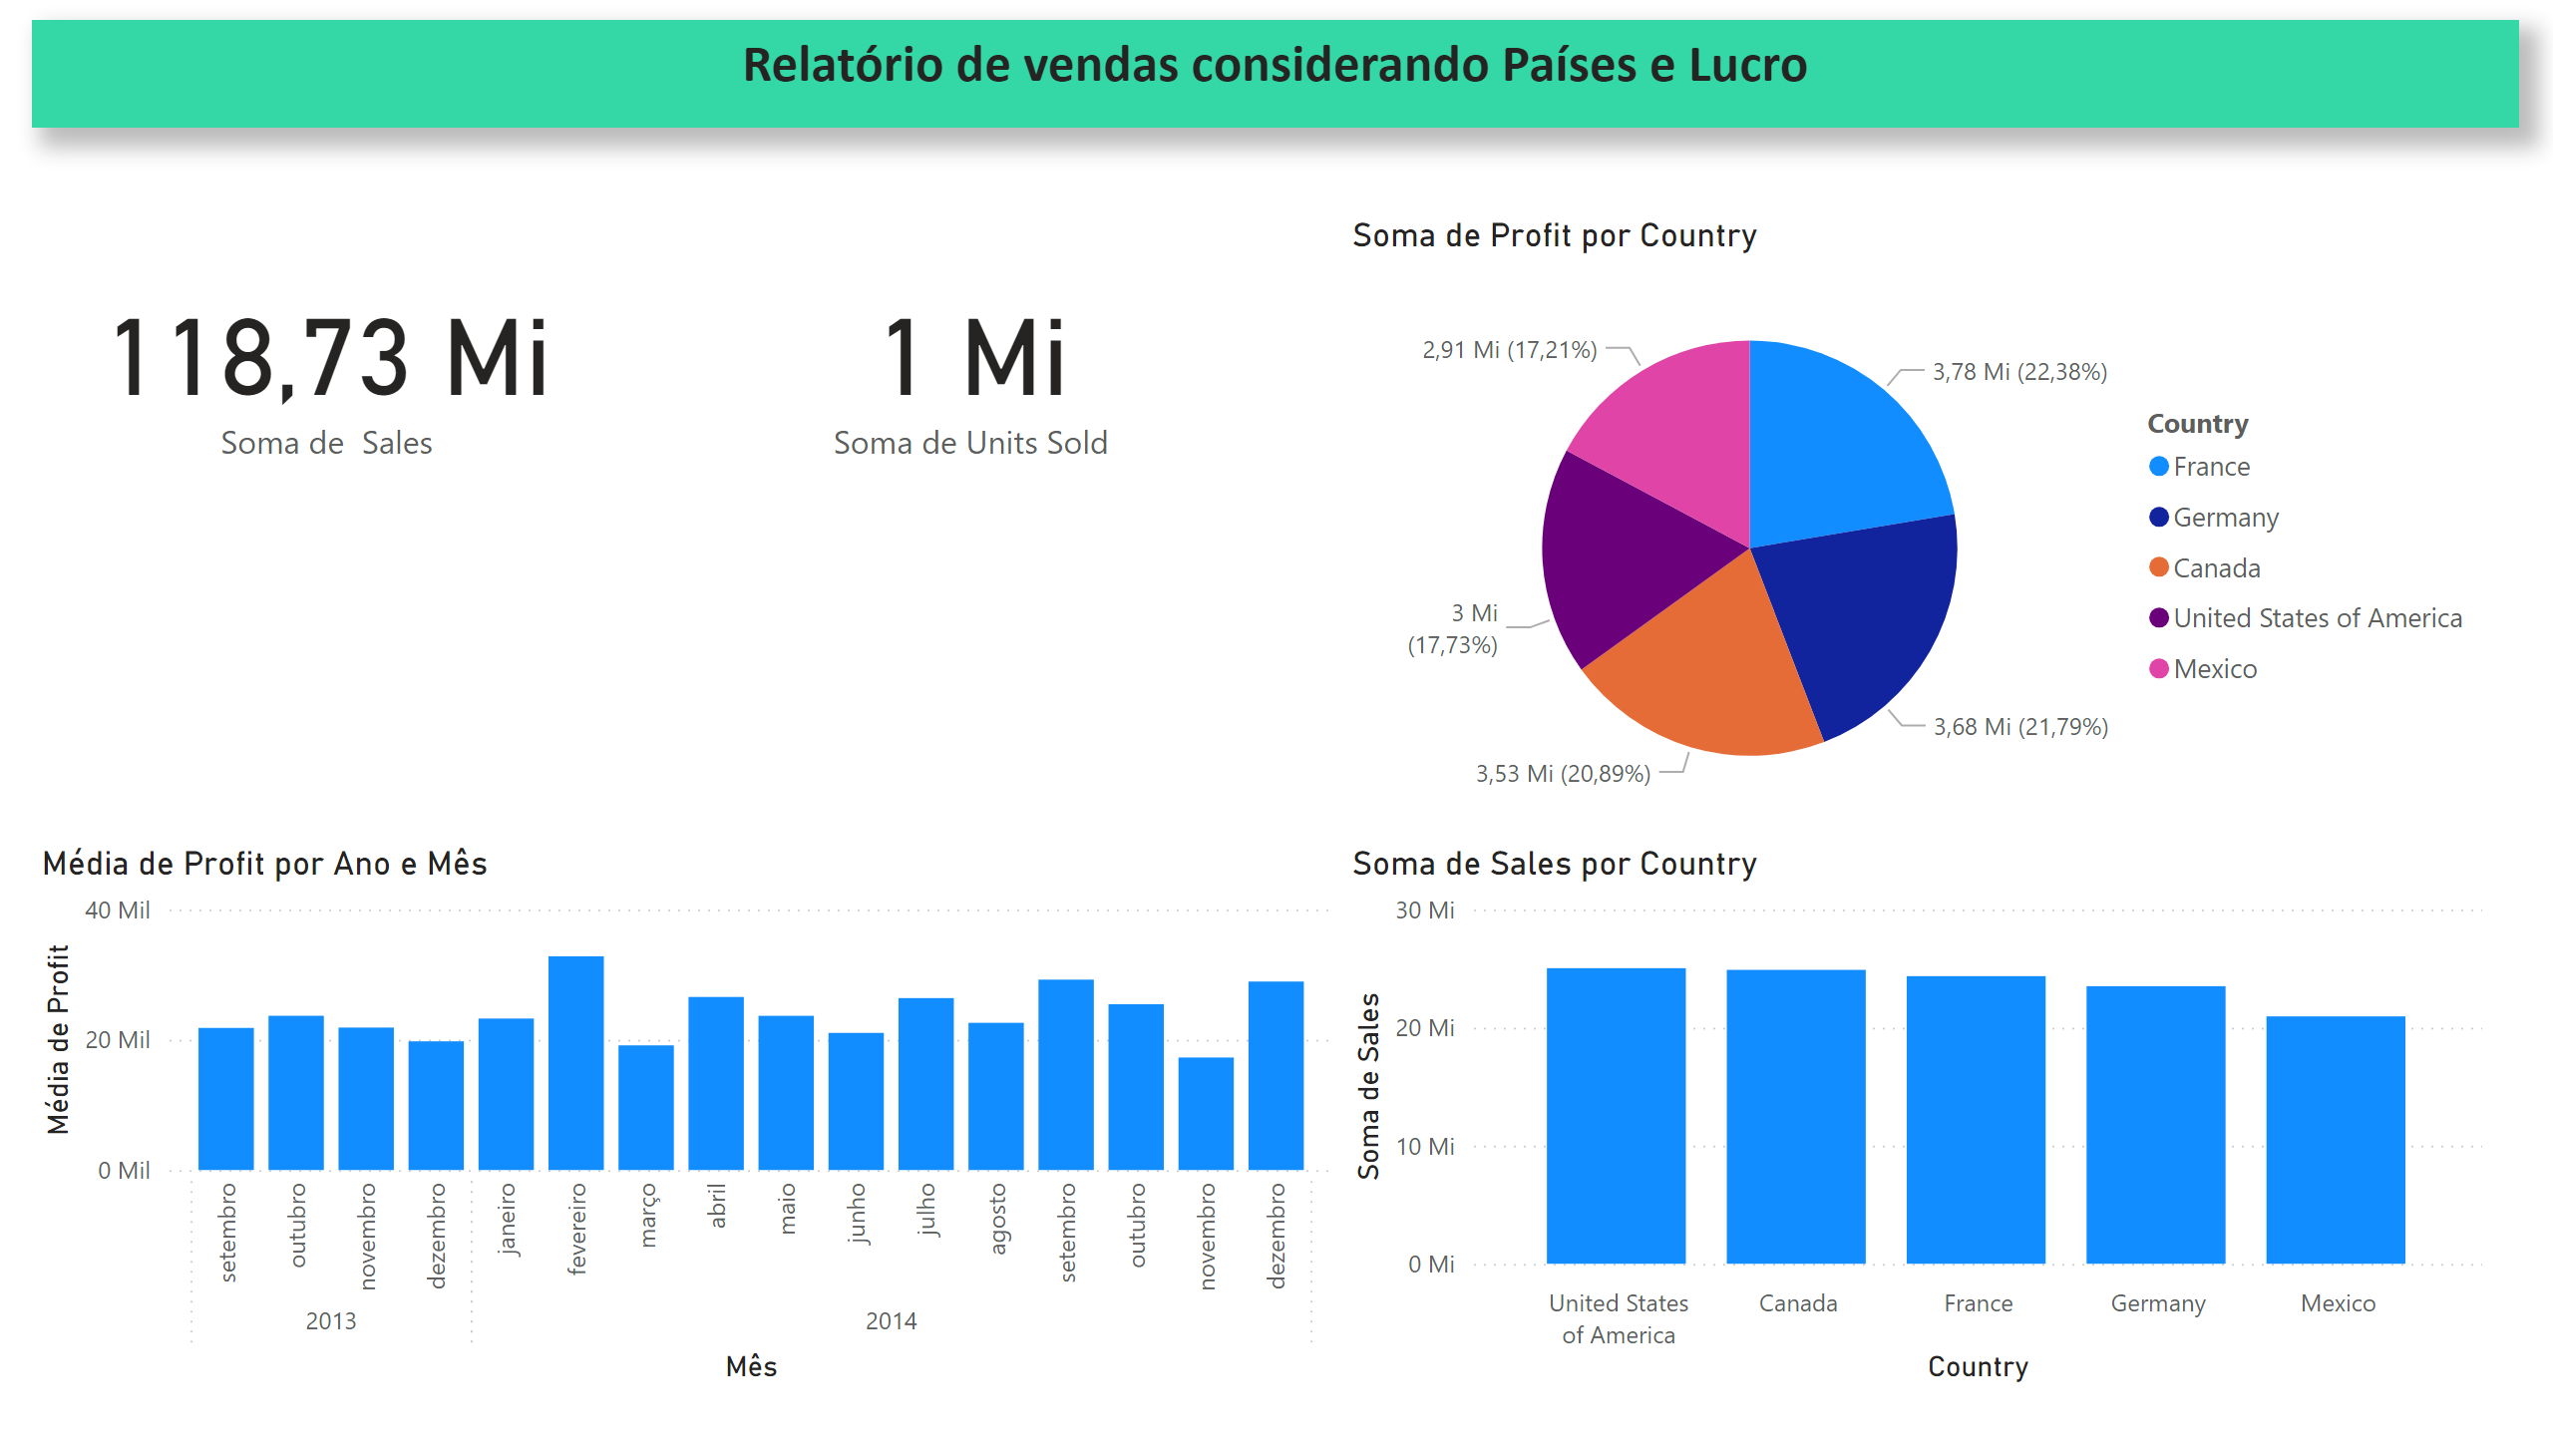 Relatório de vendas considerando Países e Lucro
118,73 Mi
Soma de  Sales
1 Mi
Soma de Units Sold
Soma de Profit por Country
2,91 Mi (17,21%)
3,78 Mi (22,38%)
3 Mi
(17,73%)
3,53 Mi (20,89%)
3,68 Mi (21,79%)
Country
France
Germany
Canada
United States of America
Mexico
Média de Profit por Ano e Mês
Média de Profit
40 Mil
20 Mil
0 Mil
setembro
outubro
novembro
dezembro
janeiro
fevereiro
março
abril
maio
junho
julho
agosto
setembro
outubro
novembro
dezembro
2013
2014
Mês
Soma de Sales por Country
Soma de Sales
30 Mi
20 Mi
10 Mi
0 Mi
United States
of America
Canada
France
Germany
Mexico
Country